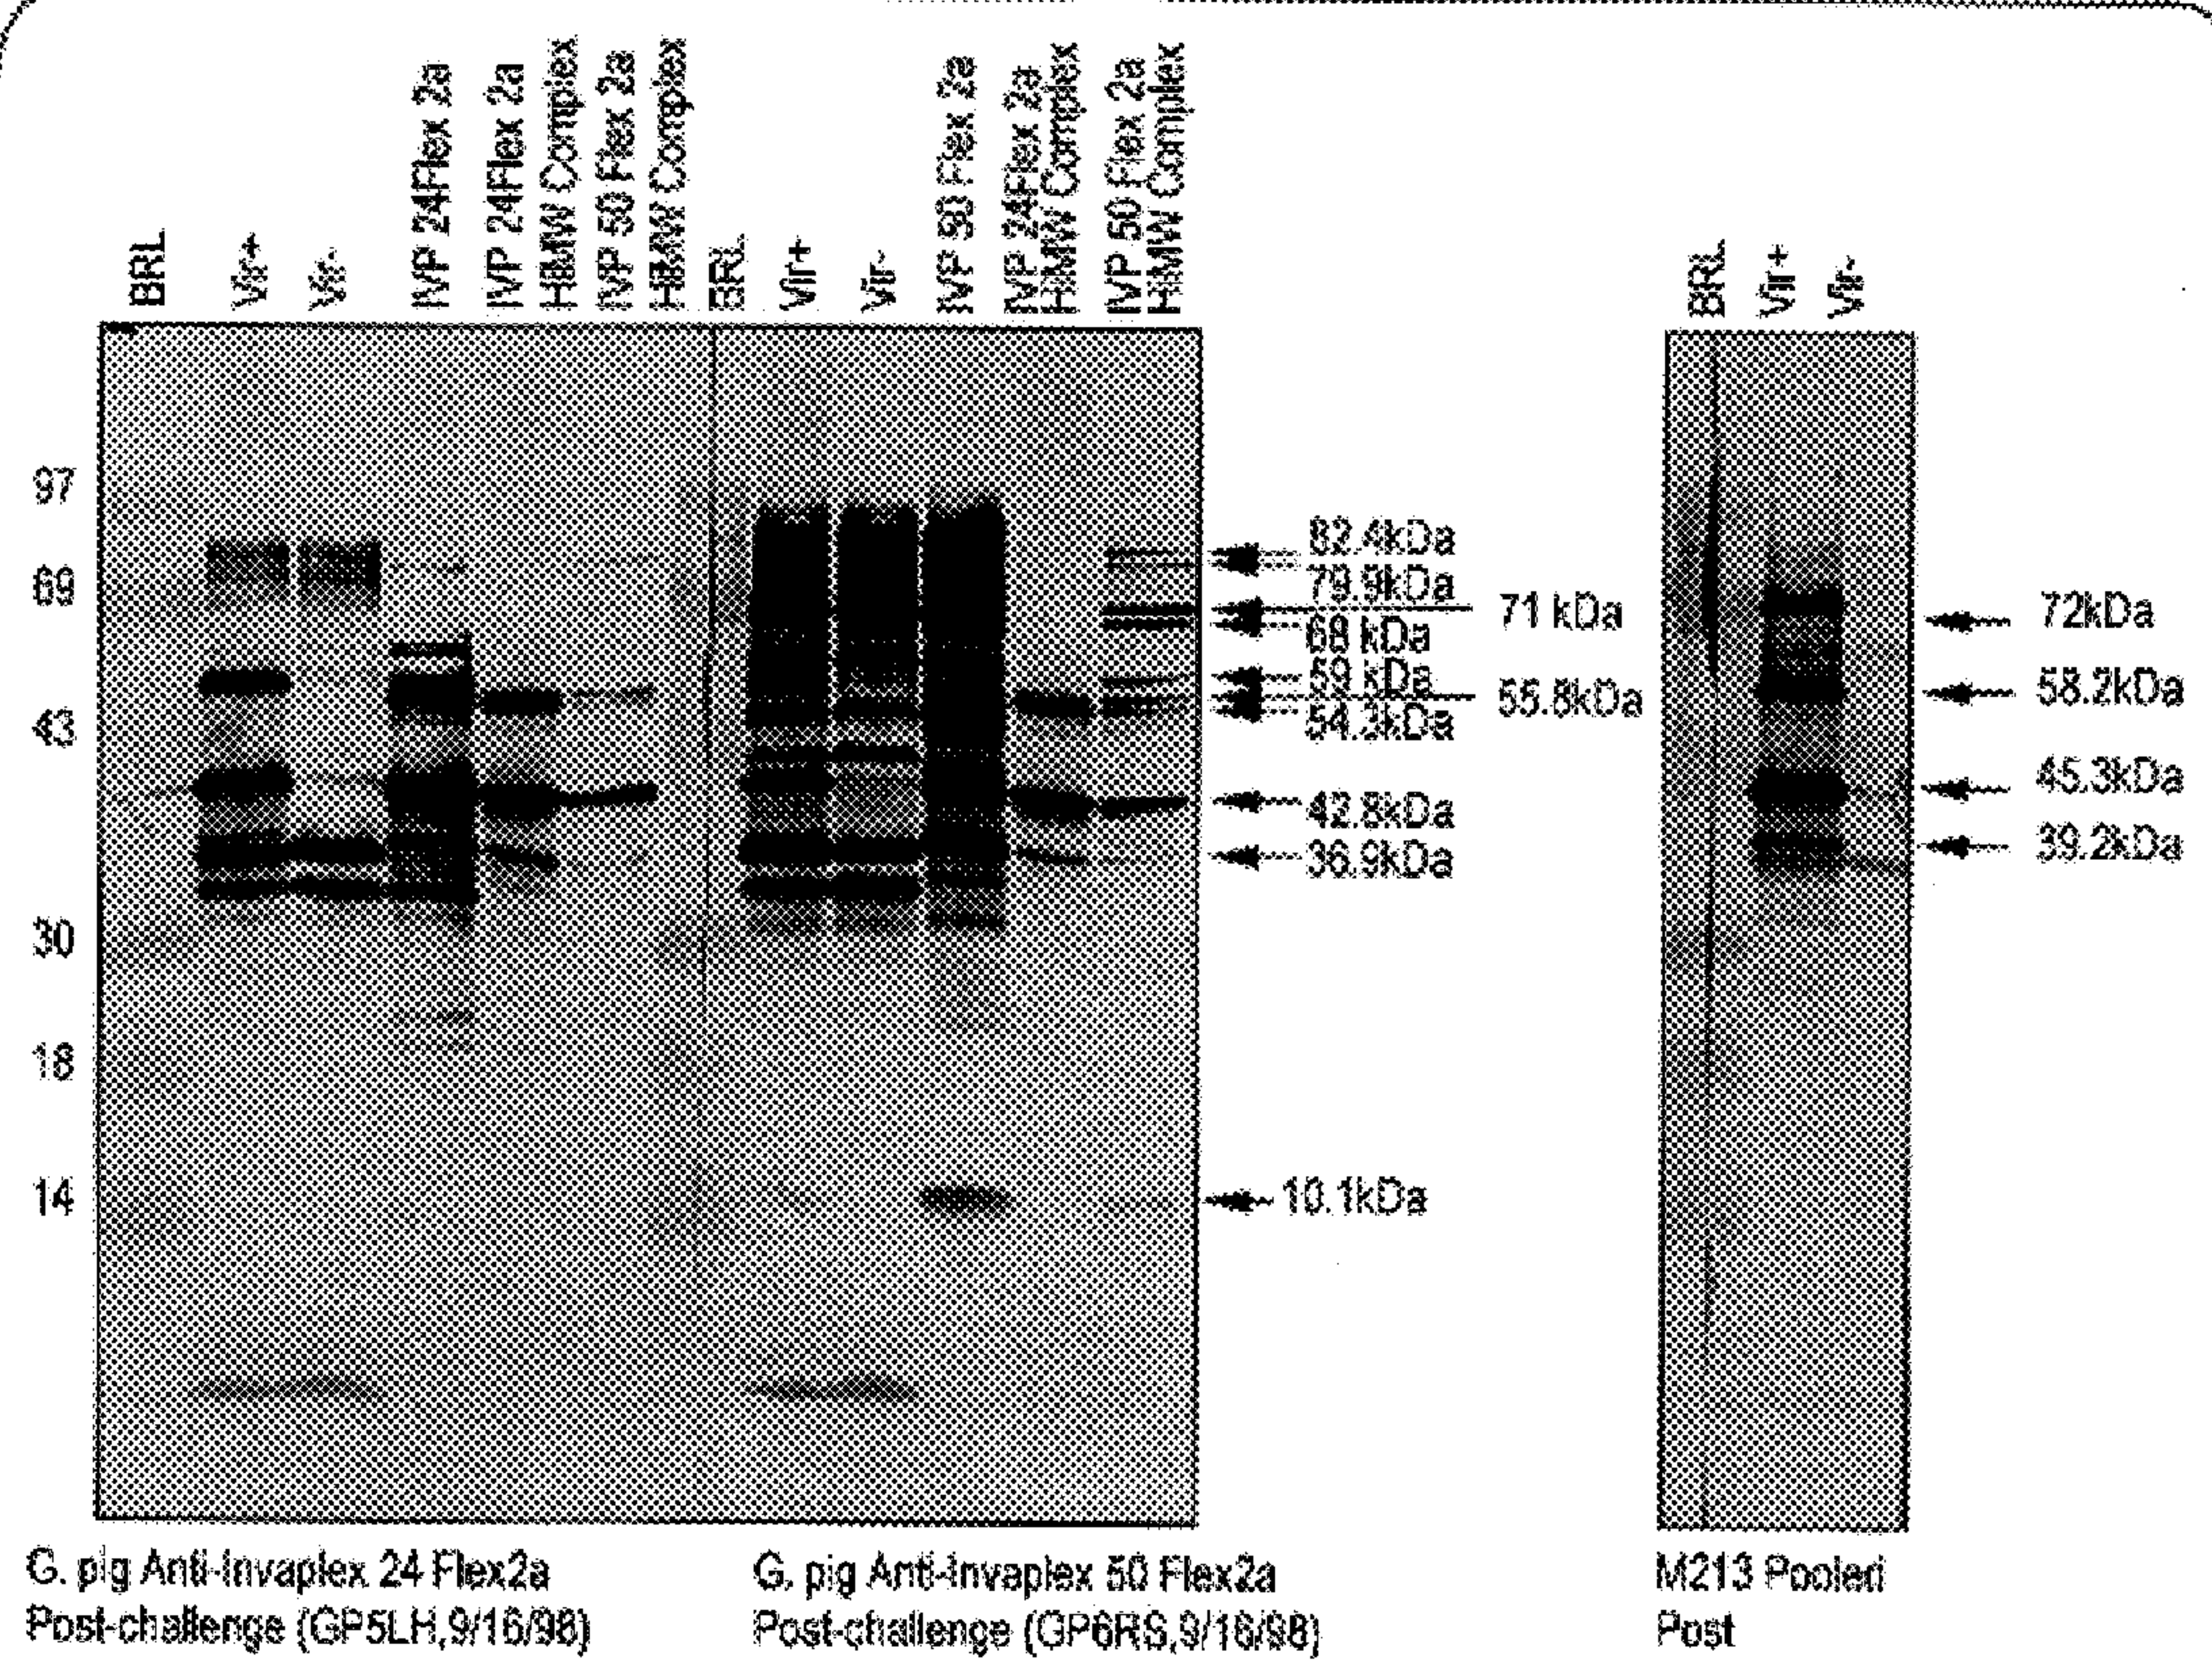 BRL
Vir+
Vir-
IVP 24Flex 2a
IVP 24Flex 2a
HMW Complex
IVP 50 Flex 2a
HMW Complex
BRL
Vir+
Vir-
IVP 50 Flex 2a
IVP 24Flex 2a
HMW Complex
IVP 50 Flex 2a
HMW Complex
BRL
Vir+
Vir-
97
69
43
30
18
14
82.4kDa
79.9kDa
71 kDa
68 kDa
59 kDa
55.8kDa
54.3kDa
42.8kDa
36.9kDa
10.1kDa
72kDa
58.2kDa
45.3kDa
39.2kDa
G. pig Anti-Invaplex 24 Flex2a
Post-challenge (GP5LH,9/16/98)
G. pig Anti-Invaplex 50 Flex2a
Post-challenge (GP6RS,9/16/98)
M213 Pooled
Post